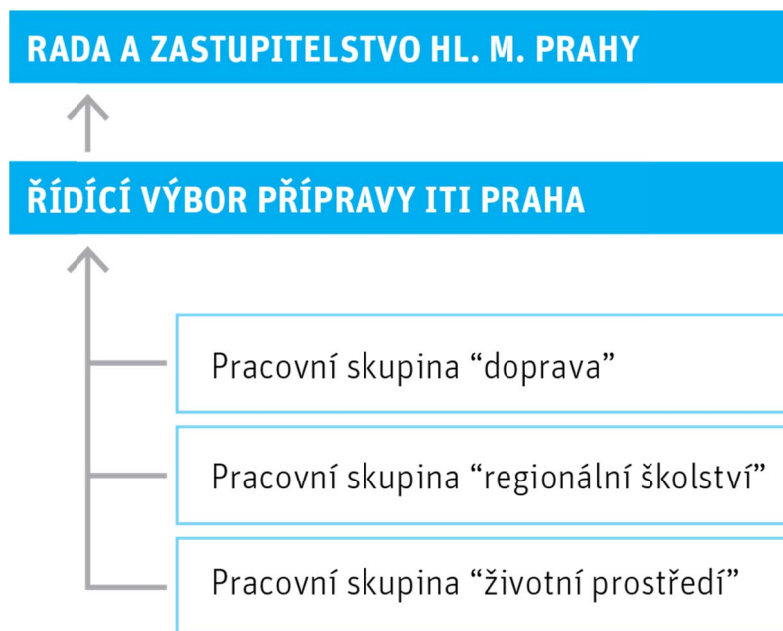 RADA A ZASTUPITELSTVO HL. M. PRAHY
ŘÍDÍCÍ VÝBOR PŘÍPRAVY ITI PRAHA
Pracovní skupina “doprava”
Pracovní skupina “regionální školství”
Pracovní skupina “životní prostředí”